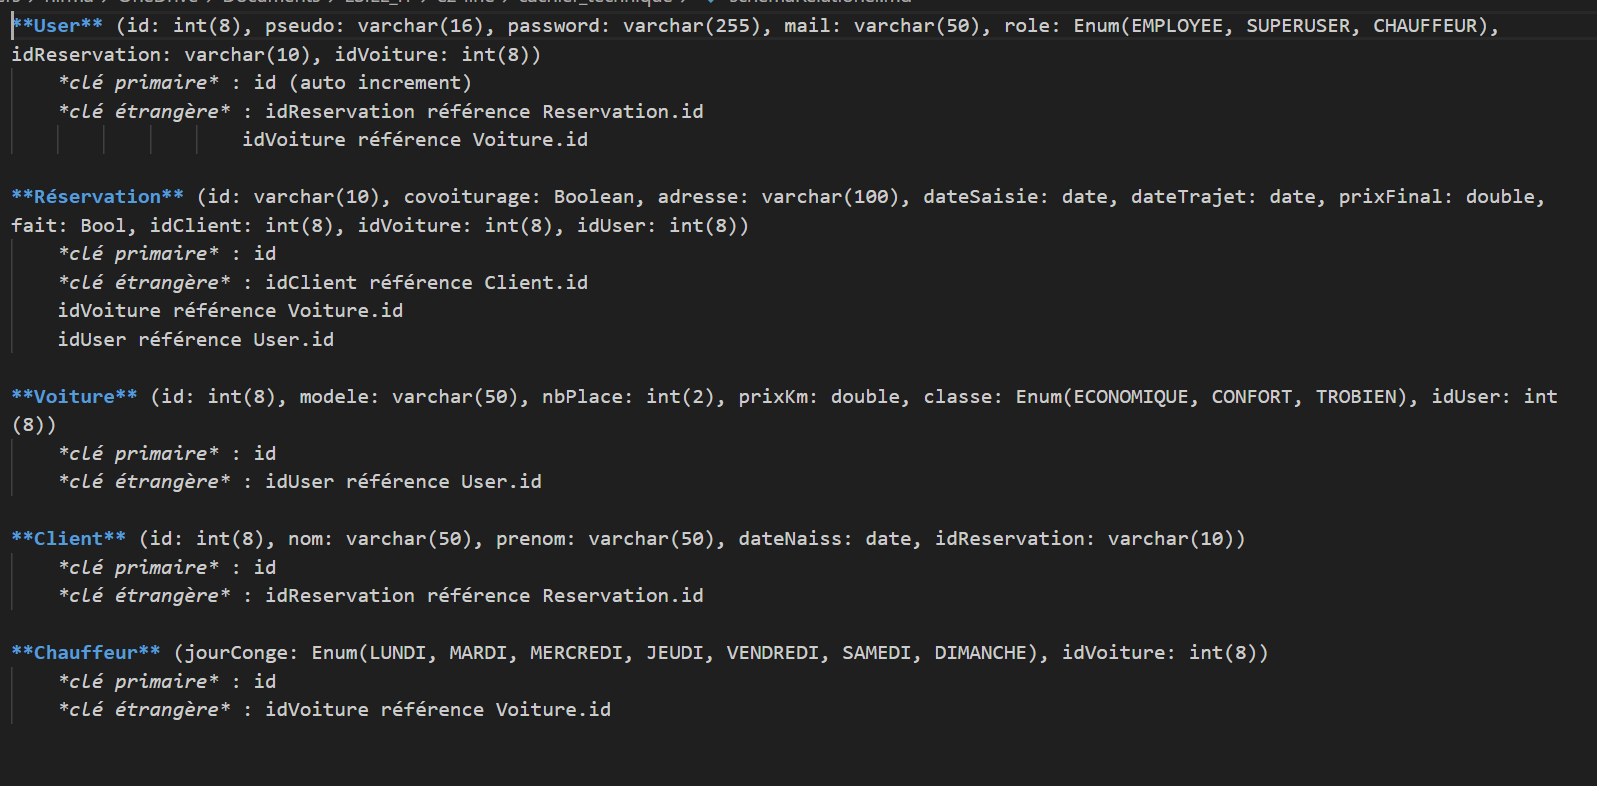 **User** (id: int(8), pseudo: varchar(16), password: varchar(255), mail: varchar(50), role: Enum(EMPLOYEE, SUPERUSER, CHAUFFEUR),
idReservation: varchar(10), idVoiture: int(8))
*clé primaire* : id (auto increment)
*clé étrangère* : idReservation référence Reservation.id
idVoiture référence Voiture.id
**Réservation** (id: varchar(10), covoiturage: Boolean, adresse: varchar(100), dateSaisie: date, dateTrajet: date, prixFinal: double,
fait: Bool, idClient: int(8), idVoiture: int(8), idUser: int(8))
*clé primaire* : id
*clé étrangère* : idClient référence Client.id
idVoiture référence Voiture.id
idUser référence User.id
**Voiture** (id: int(8), modele: varchar(50), nbPlace: int(2), prixKm: double, classe: Enum(ECONOMIQUE, CONFORT, TROBIEN), idUser: int
(8))
*clé primaire* : id
*clé étrangère* : idUser référence User.id
**Client** (id: int(8), nom: varchar(50), prenom: varchar(50), dateNaiss: date, idReservation: varchar(10))
*clé primaire* : id
*clé étrangère* : idReservation référence Reservation.id
**Chauffeur** (jourConge: Enum(LUNDI, MARDI, MERCREDI, JEUDI, VENDREDI, SAMEDI, DIMANCHE), idVoiture: int(8))
*clé primaire* : id
*clé étrangère* : idVoiture référence Voiture.id